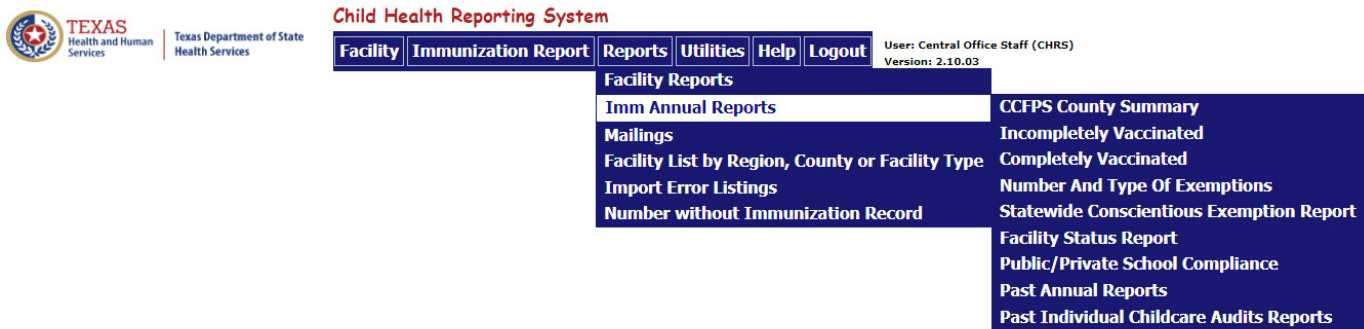 TEXAS
Health and Human
Services
Texas Department of State
Health Services
Child Health Reporting System
Facility Immunization Report Reports Utilities Help Logout
User: Central Office Staff (CHRS)
Version: 2.10.03
Facility Reports
Imm Annual Reports
Mailings
Facility List by Region, County or Facility Type
Import Error Listings
Number without Immunization Record
CCFPS County Summary
Incompletely Vaccinated
Completely Vaccinated
Number And Type Of Exemptions
Statewide Conscientious Exemption Report
Facility Status Report
Public/Private School Compliance
Past Annual Reports
Past Individual Childcare Audits Reports